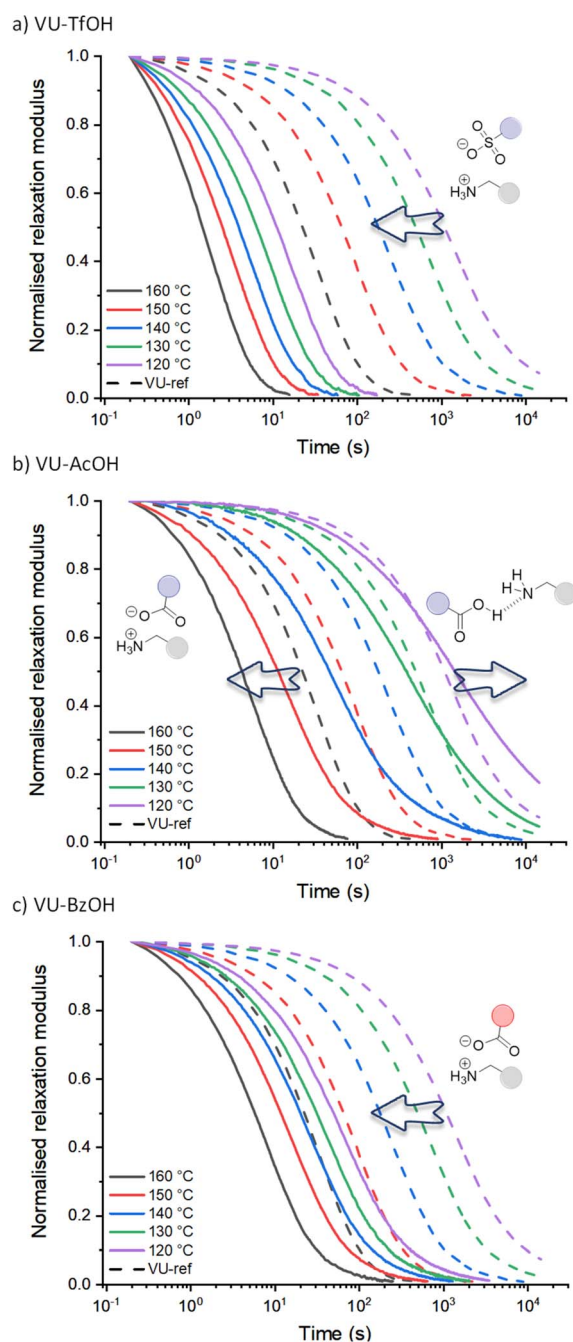 a) VU-TfOH
Normalised relaxation modulus
1.0
0.8
0.6
0.4
0.2
0.0
160 °C
150 °C
140 °C
130 °C
120 °C
VU-ref
O
S
O
⊖
O
⊕
H₃N
10⁻¹ 10⁰ 10¹ 10² 10³ 10⁴
Time (s)
b) VU-AcOH
Normalised relaxation modulus
1.0
0.8
0.6
0.4
0.2
0.0
⊖
O
O
⊕
H₃N
H
H N
O H
O
160 °C
150 °C
140 °C
130 °C
120 °C
VU-ref
10⁻¹ 10⁰ 10¹ 10² 10³ 10⁴
Time (s)
c) VU-BzOH
Normalised relaxation modulus
1.0
0.8
0.6
0.4
0.2
0.0
⊖
O
O
⊕
H₃N
160 °C
150 °C
140 °C
130 °C
120 °C
VU-ref
10⁻¹ 10⁰ 10¹ 10² 10³ 10⁴
Time (s)